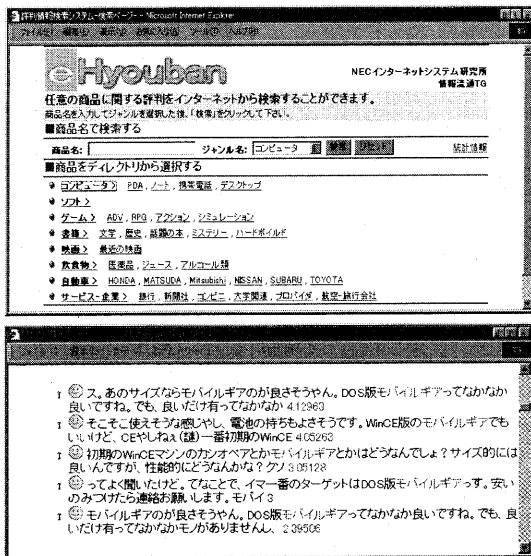 評判情報検索システム-検索ページ- - Microsoft Internet Explorer
eHyouban
NECインターネットシステム研究所
情報流通TG
任意の商品に関する評判をインターネットから検索することができます。
商品名を入力してジャンルを選択した後、「検索」をクリックして下さい。
■商品名で検索する
商品名: ジャンル名: コンピュータ 検索 リセット 統計情報
■商品をディレクトリから選択する
コンピュータ> PDA , ノート , 携帯電話 , デスクトップ
ソフト>
ゲーム> ADV , RPG , アクション , シミュレーション
書籍> 文学 , 歴史 , 話題の本 , ミステリー , ハードボイルド
映画> 最近の映画
飲食物> 医薬品 , ジュース , アルコール類
自動車> HONDA , MATSUDA , Mitsubishi , NISSAN , SUBARU , TOYOTA
サービス-企業> 銀行 , 新聞社 , コンビニ , 大学関連 , プロバイダ , 航空-旅行会社
ス。あのサイズならモバイルギアのが良さそうやん。DOS版モバイルギアってなかなか
良いですね。でも、良いだけ有ってなかなか 4.12963
そこそこ使えそうな感じやし、電池の持ちもよさそうです。WinCE版のモバイルギアでも
いいけど、CEやしねぇ(謎)一番初期のWinCE 4.05263
初期のWinCEマシンのカシオペアとかモバイルギアとかはどうなんでしょ?サイズ的には
良いんですが、性能的にどうなんかな?クソ 3.05128
ってよく聞いたけど。てなことで、イマ一番のターゲットはDOS版モバイルギアっす。安い
のみつけたら連絡お願いします。モバイ 3
モバイルギアのが良さそうやん。DOS版モバイルギアってなかなか良いですね。でも、良
いだけ有ってなかなかモノがありませんし、 2.39506